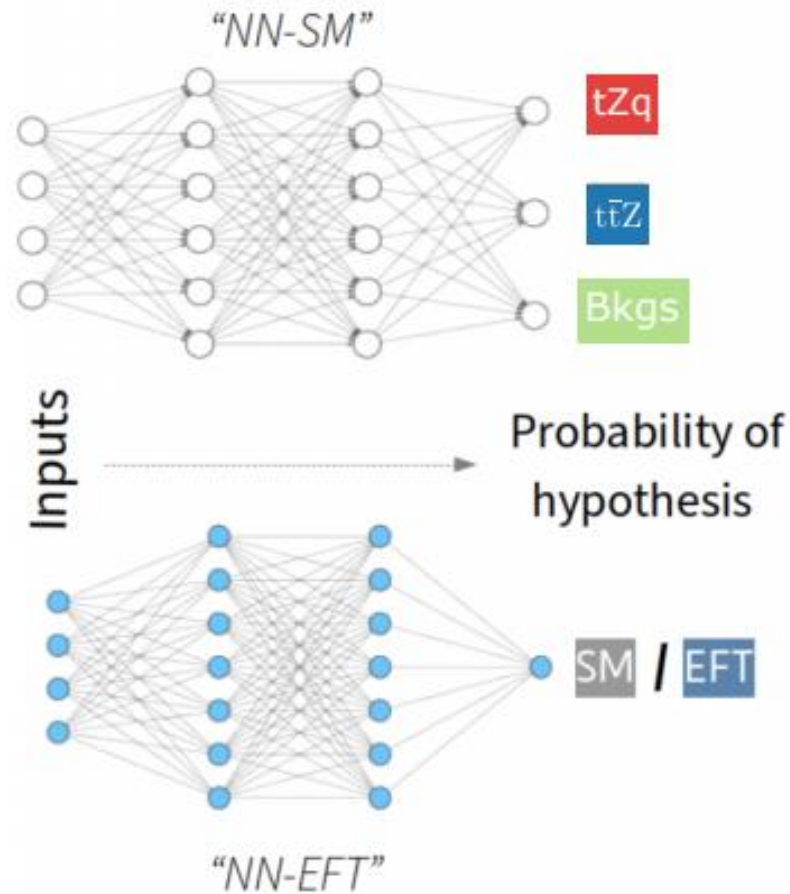 “NN-SM”
tZq
tt̄Z
Bkgs
Inputs
Probability of
hypothesis
SM / EFT
“NN-EFT”